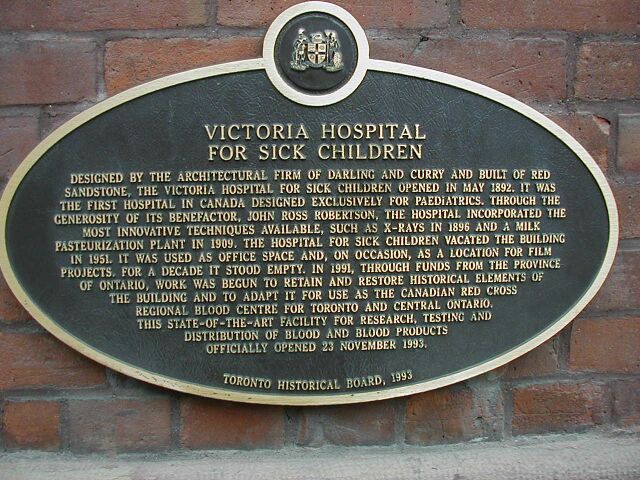 VICTORIA HOSPITAL
FOR SICK CHILDREN
DESIGNED BY THE ARCHITECTURAL FIRM OF DARLING AND CURRY AND BUILT OF RED
SANDSTONE, THE VICTORIA HOSPITAL FOR SICK CHILDREN OPENED IN MAY 1892. IT WAS
THE FIRST HOSPITAL IN CANADA DESIGNED EXCLUSIVELY FOR PAEDIATRICS. THROUGH THE
GENEROSITY OF ITS BENEFACTOR, JOHN ROSS ROBERTSON, THE HOSPITAL INCORPORATED THE
MOST INNOVATIVE TECHNIQUES AVAILABLE, SUCH AS X-RAYS IN 1896 AND A MILK
PASTEURIZATION PLANT IN 1909. THE HOSPITAL FOR SICK CHILDREN VACATED THE BUILDING
IN 1951. IT WAS USED AS OFFICE SPACE AND, ON OCCASION, AS A LOCATION FOR FILM
PROJECTS. FOR A DECADE IT STOOD EMPTY. IN 1991, THROUGH FUNDS FROM THE PROVINCE
OF ONTARIO, WORK WAS BEGUN TO RETAIN AND RESTORE HISTORICAL ELEMENTS OF
THE BUILDING AND TO ADAPT IT FOR USE AS THE CANADIAN RED CROSS
REGIONAL BLOOD CENTRE FOR TORONTO AND CENTRAL ONTARIO.
THIS STATE-OF-THE-ART FACILITY FOR RESEARCH, TESTING AND
DISTRIBUTION OF BLOOD AND BLOOD PRODUCTS
OFFICIALLY OPENED 23 NOVEMBER 1993.
TORONTO HISTORICAL BOARD, 1993